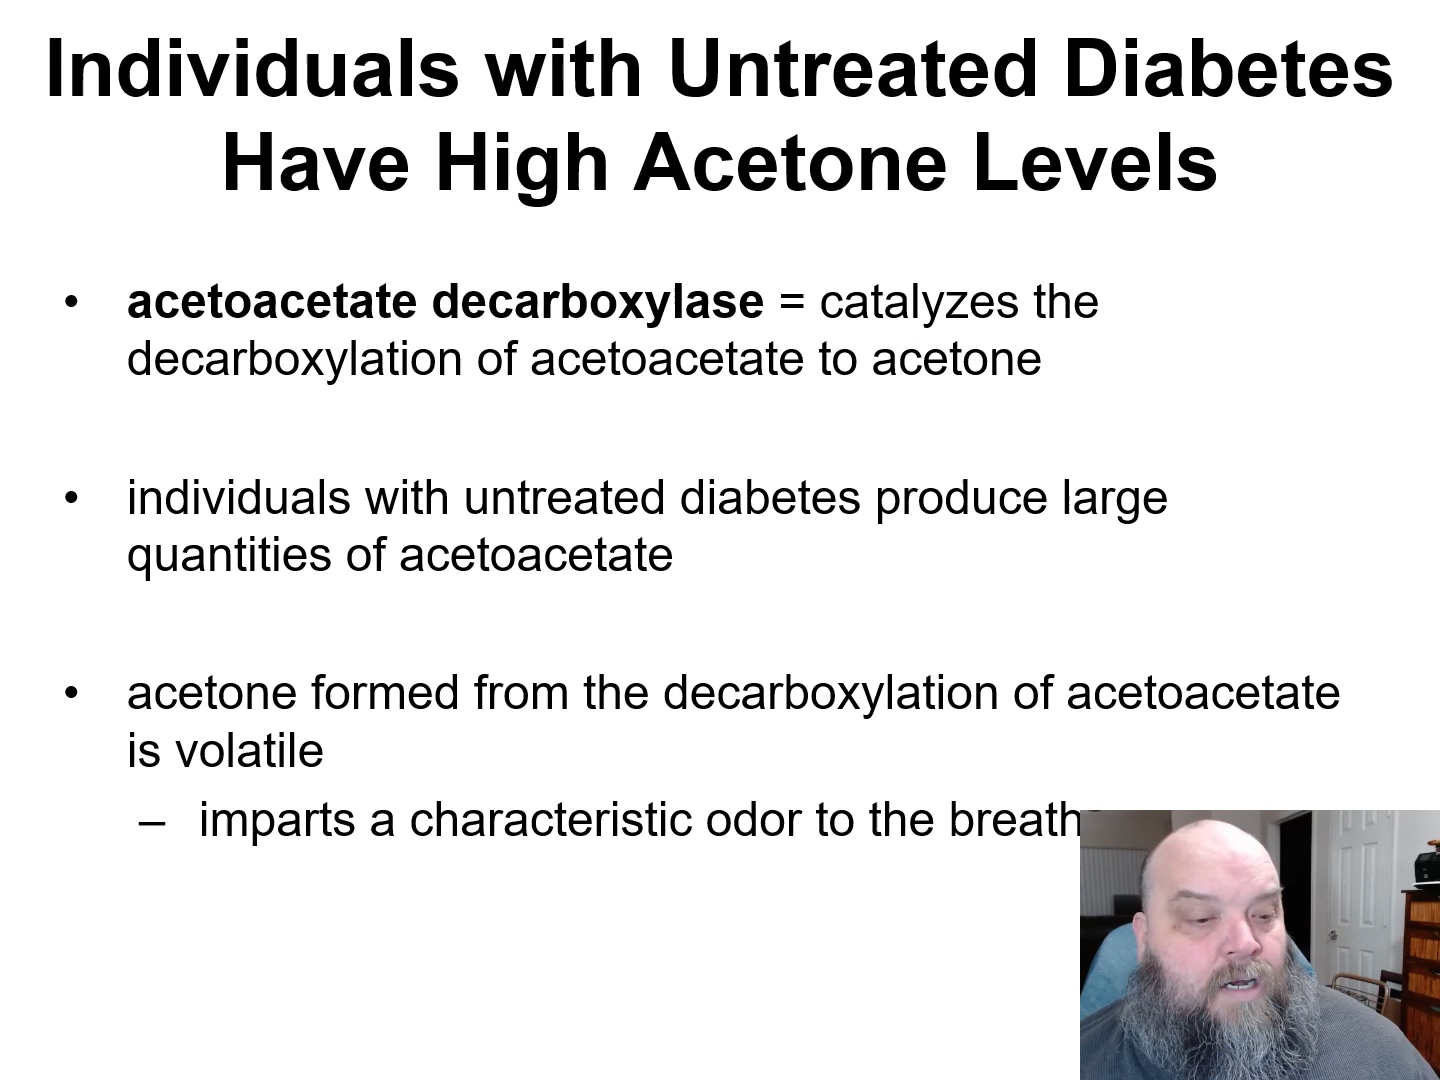 Individuals with Untreated Diabetes
Have High Acetone Levels
• acetoacetate decarboxylase = catalyzes the
decarboxylation of acetoacetate to acetone
• individuals with untreated diabetes produce large
quantities of acetoacetate
• acetone formed from the decarboxylation of acetoacetate
is volatile
– imparts a characteristic odor to the breath